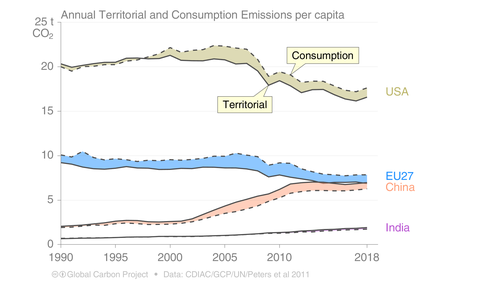 Annual Territorial and Consumption Emissions per capita
25 t
CO₂
20
15
10
5
0
Consumption
Territorial
USA
EU27
China
India
1990 1995 2000 2005 2010 2018
Global Carbon Project • Data: CDIAC/GCP/UN/Peters et al 2011